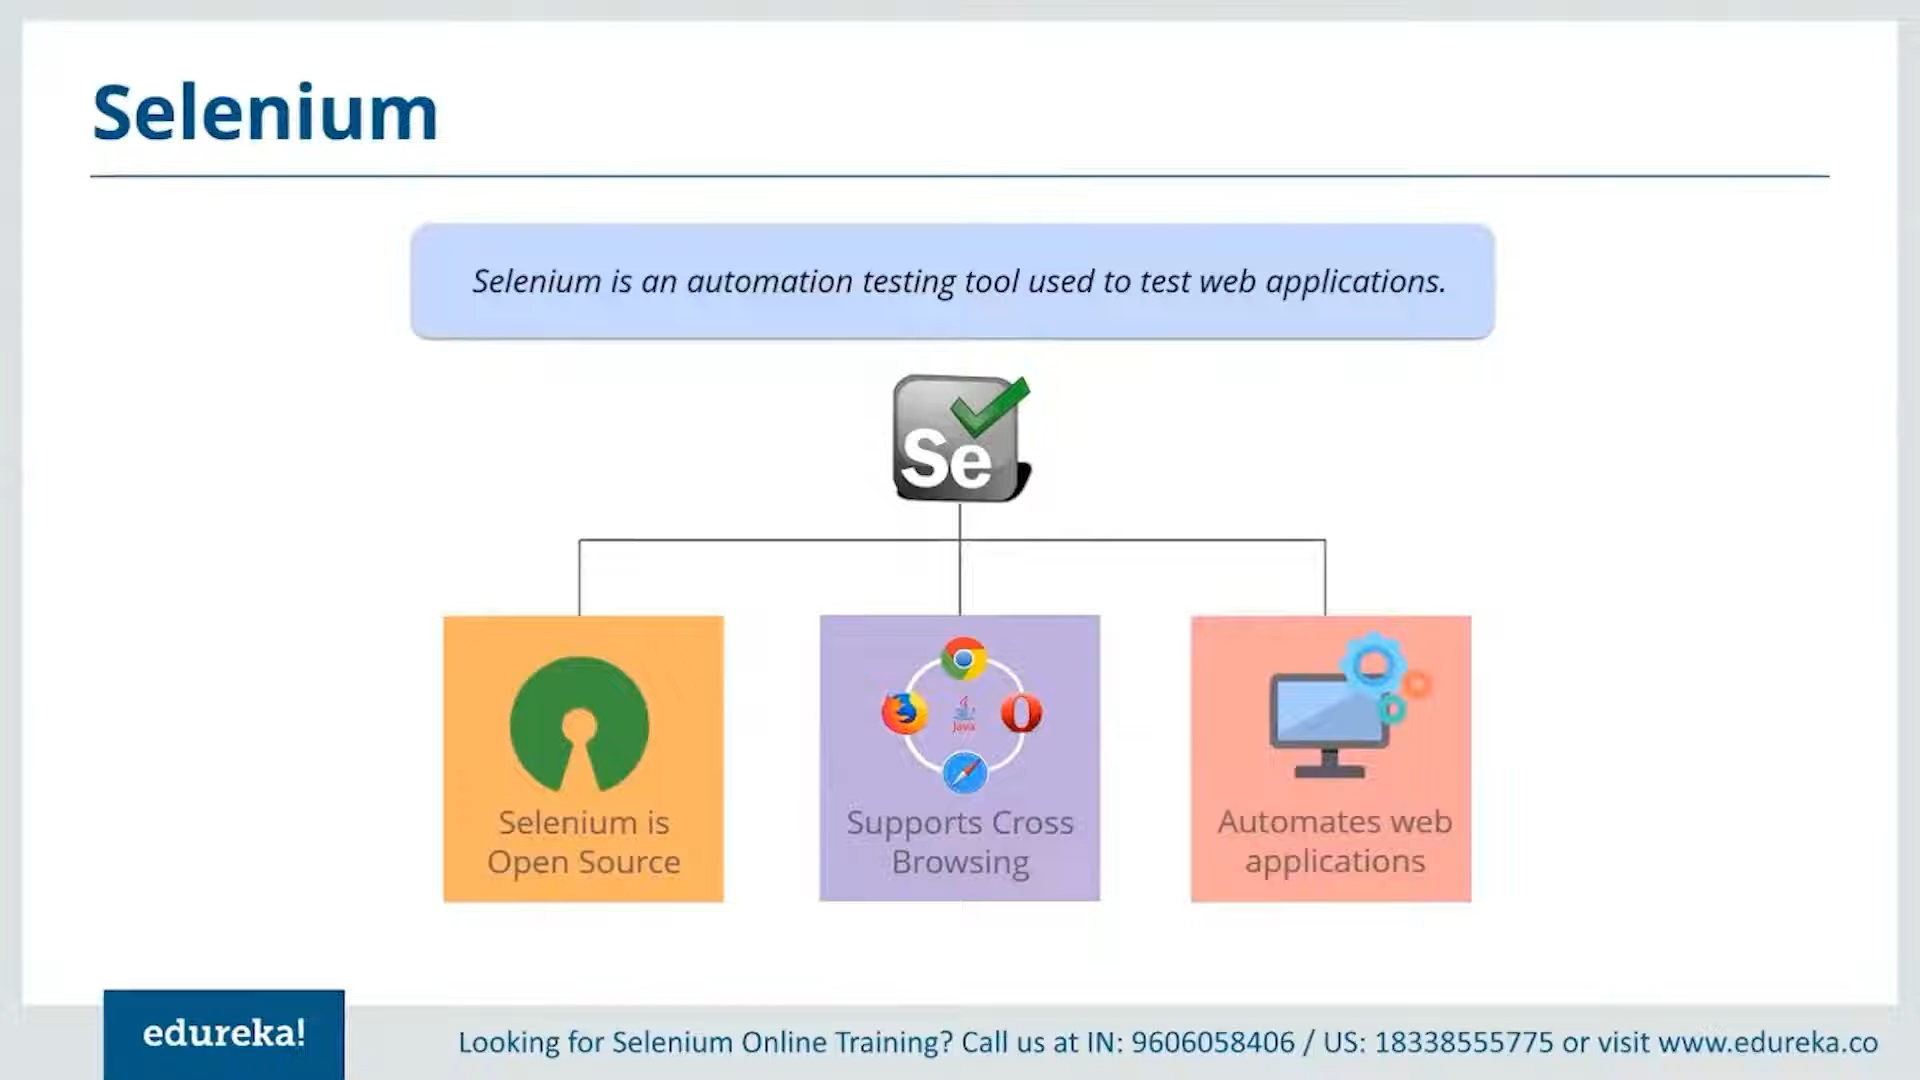 Selenium
Selenium is an automation testing tool used to test web applications.
Se
Java
Selenium is
Open Source
Supports Cross
Browsing
Automates web
applications
edureka!
Looking for Selenium Online Training? Call us at IN: 9606058406 / US: 18338555775 or visit www.edureka.co